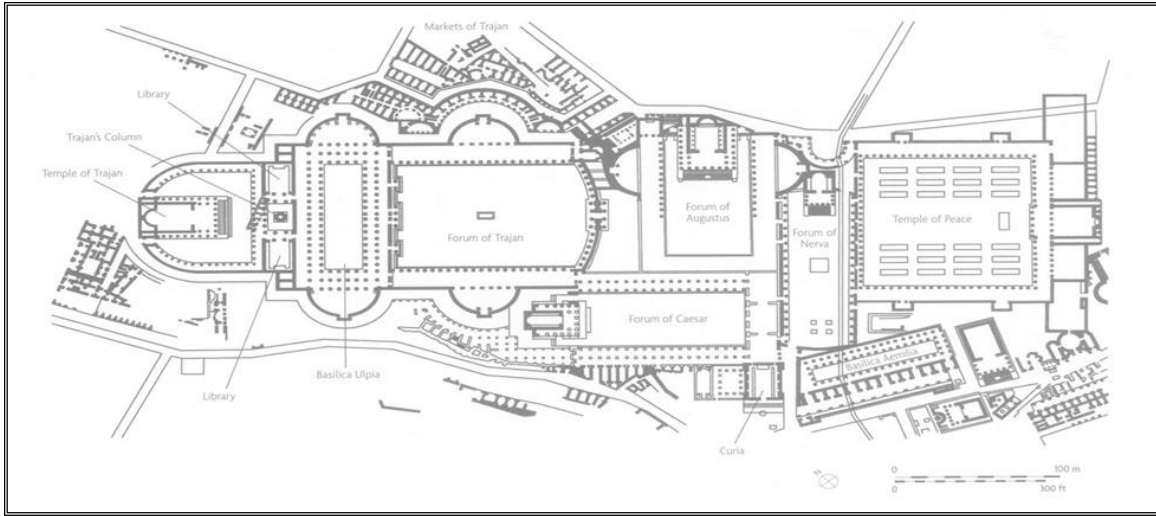 Markets of Trajan
Library
Trajan's Column
Temple of Trajan
Forum of Trajan
Forum of
Augustus
Forum of
Nerva
Temple of Peace
Forum of Caesar
Basilica Aemilia
Basilica Ulpia
Library
Curia
N
0
100 m
0
300 ft